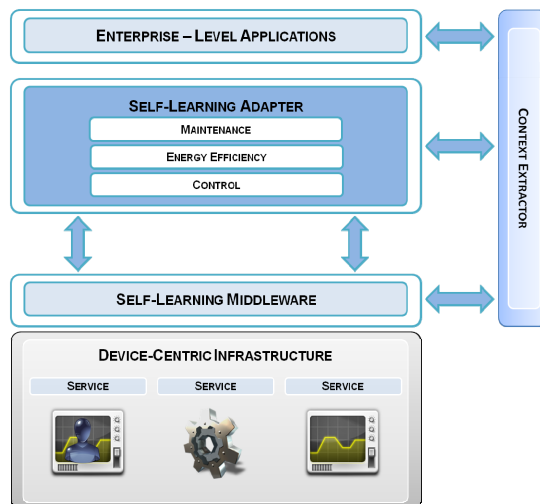 ENTERPRISE – LEVEL APPLICATIONS
SELF-LEARNING ADAPTER
MAINTENANCE
ENERGY EFFICIENCY
CONTROL
CONTEXT EXTRACTOR
SELF-LEARNING MIDDLEWARE
DEVICE-CENTRIC INFRASTRUCTURE
SERVICE
SERVICE
SERVICE